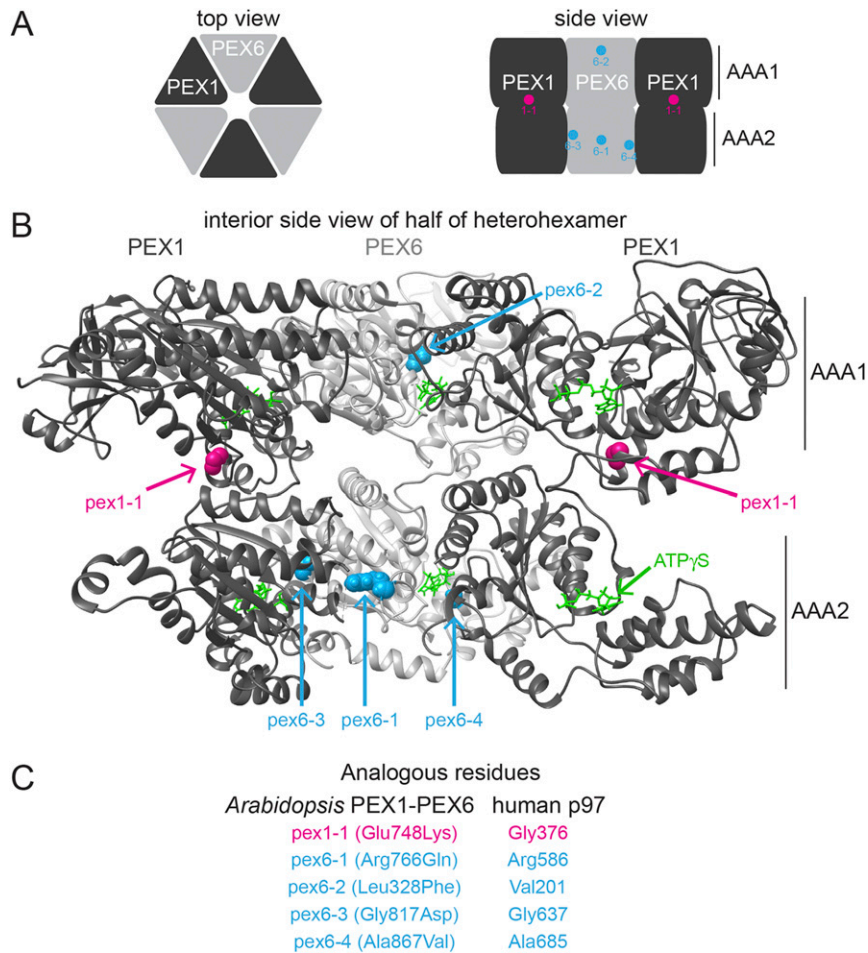 A
top view
PEX6
PEX1
side view
6-2
PEX1 PEX6 PEX1
1-1 1-1
6-3 6-1 6-4
AAA1
AAA2
B
interior side view of half of heterohexamer
PEX1 PEX6 PEX1
pex6-2
AAA1
pex1-1 pex1-1
ATPγS
AAA2
pex6-3 pex6-1 pex6-4
C
Analogous residues
Arabidopsis PEX1-PEX6 human p97
pex1-1 (Glu748Lys) Gly376
pex6-1 (Arg766Gln) Arg586
pex6-2 (Leu328Phe) Val201
pex6-3 (Gly817Asp) Gly637
pex6-4 (Ala867Val) Ala685